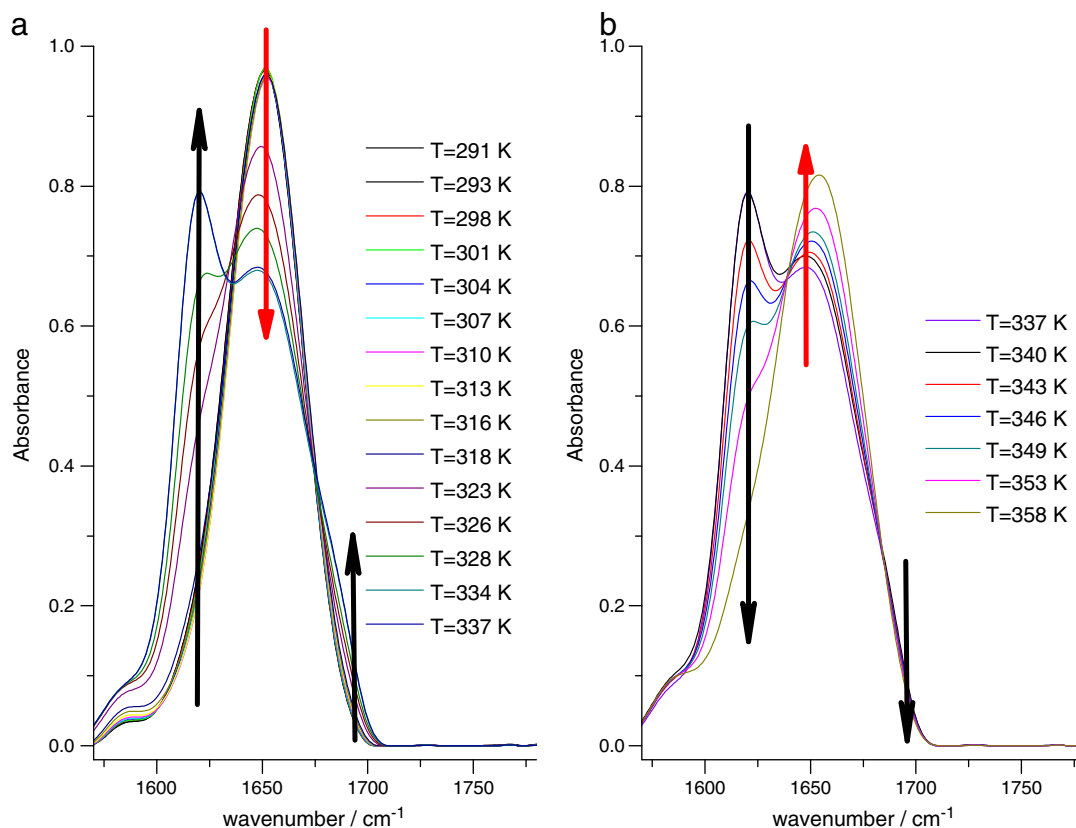 a
1.0
0.8
0.6
0.4
0.2
0.0
Absorbance
1600
1650
1700
1750
wavenumber / cm-1
T=291 K
T=293 K
T=298 K
T=301 K
T=304 K
T=307 K
T=310 K
T=313 K
T=316 K
T=318 K
T=323 K
T=326 K
T=328 K
T=334 K
T=337 K
b
1.0
0.8
0.6
0.4
0.2
0.0
Absorbance
1600
1650
1700
1750
wavenumber / cm-1
T=337 K
T=340 K
T=343 K
T=346 K
T=349 K
T=353 K
T=358 K